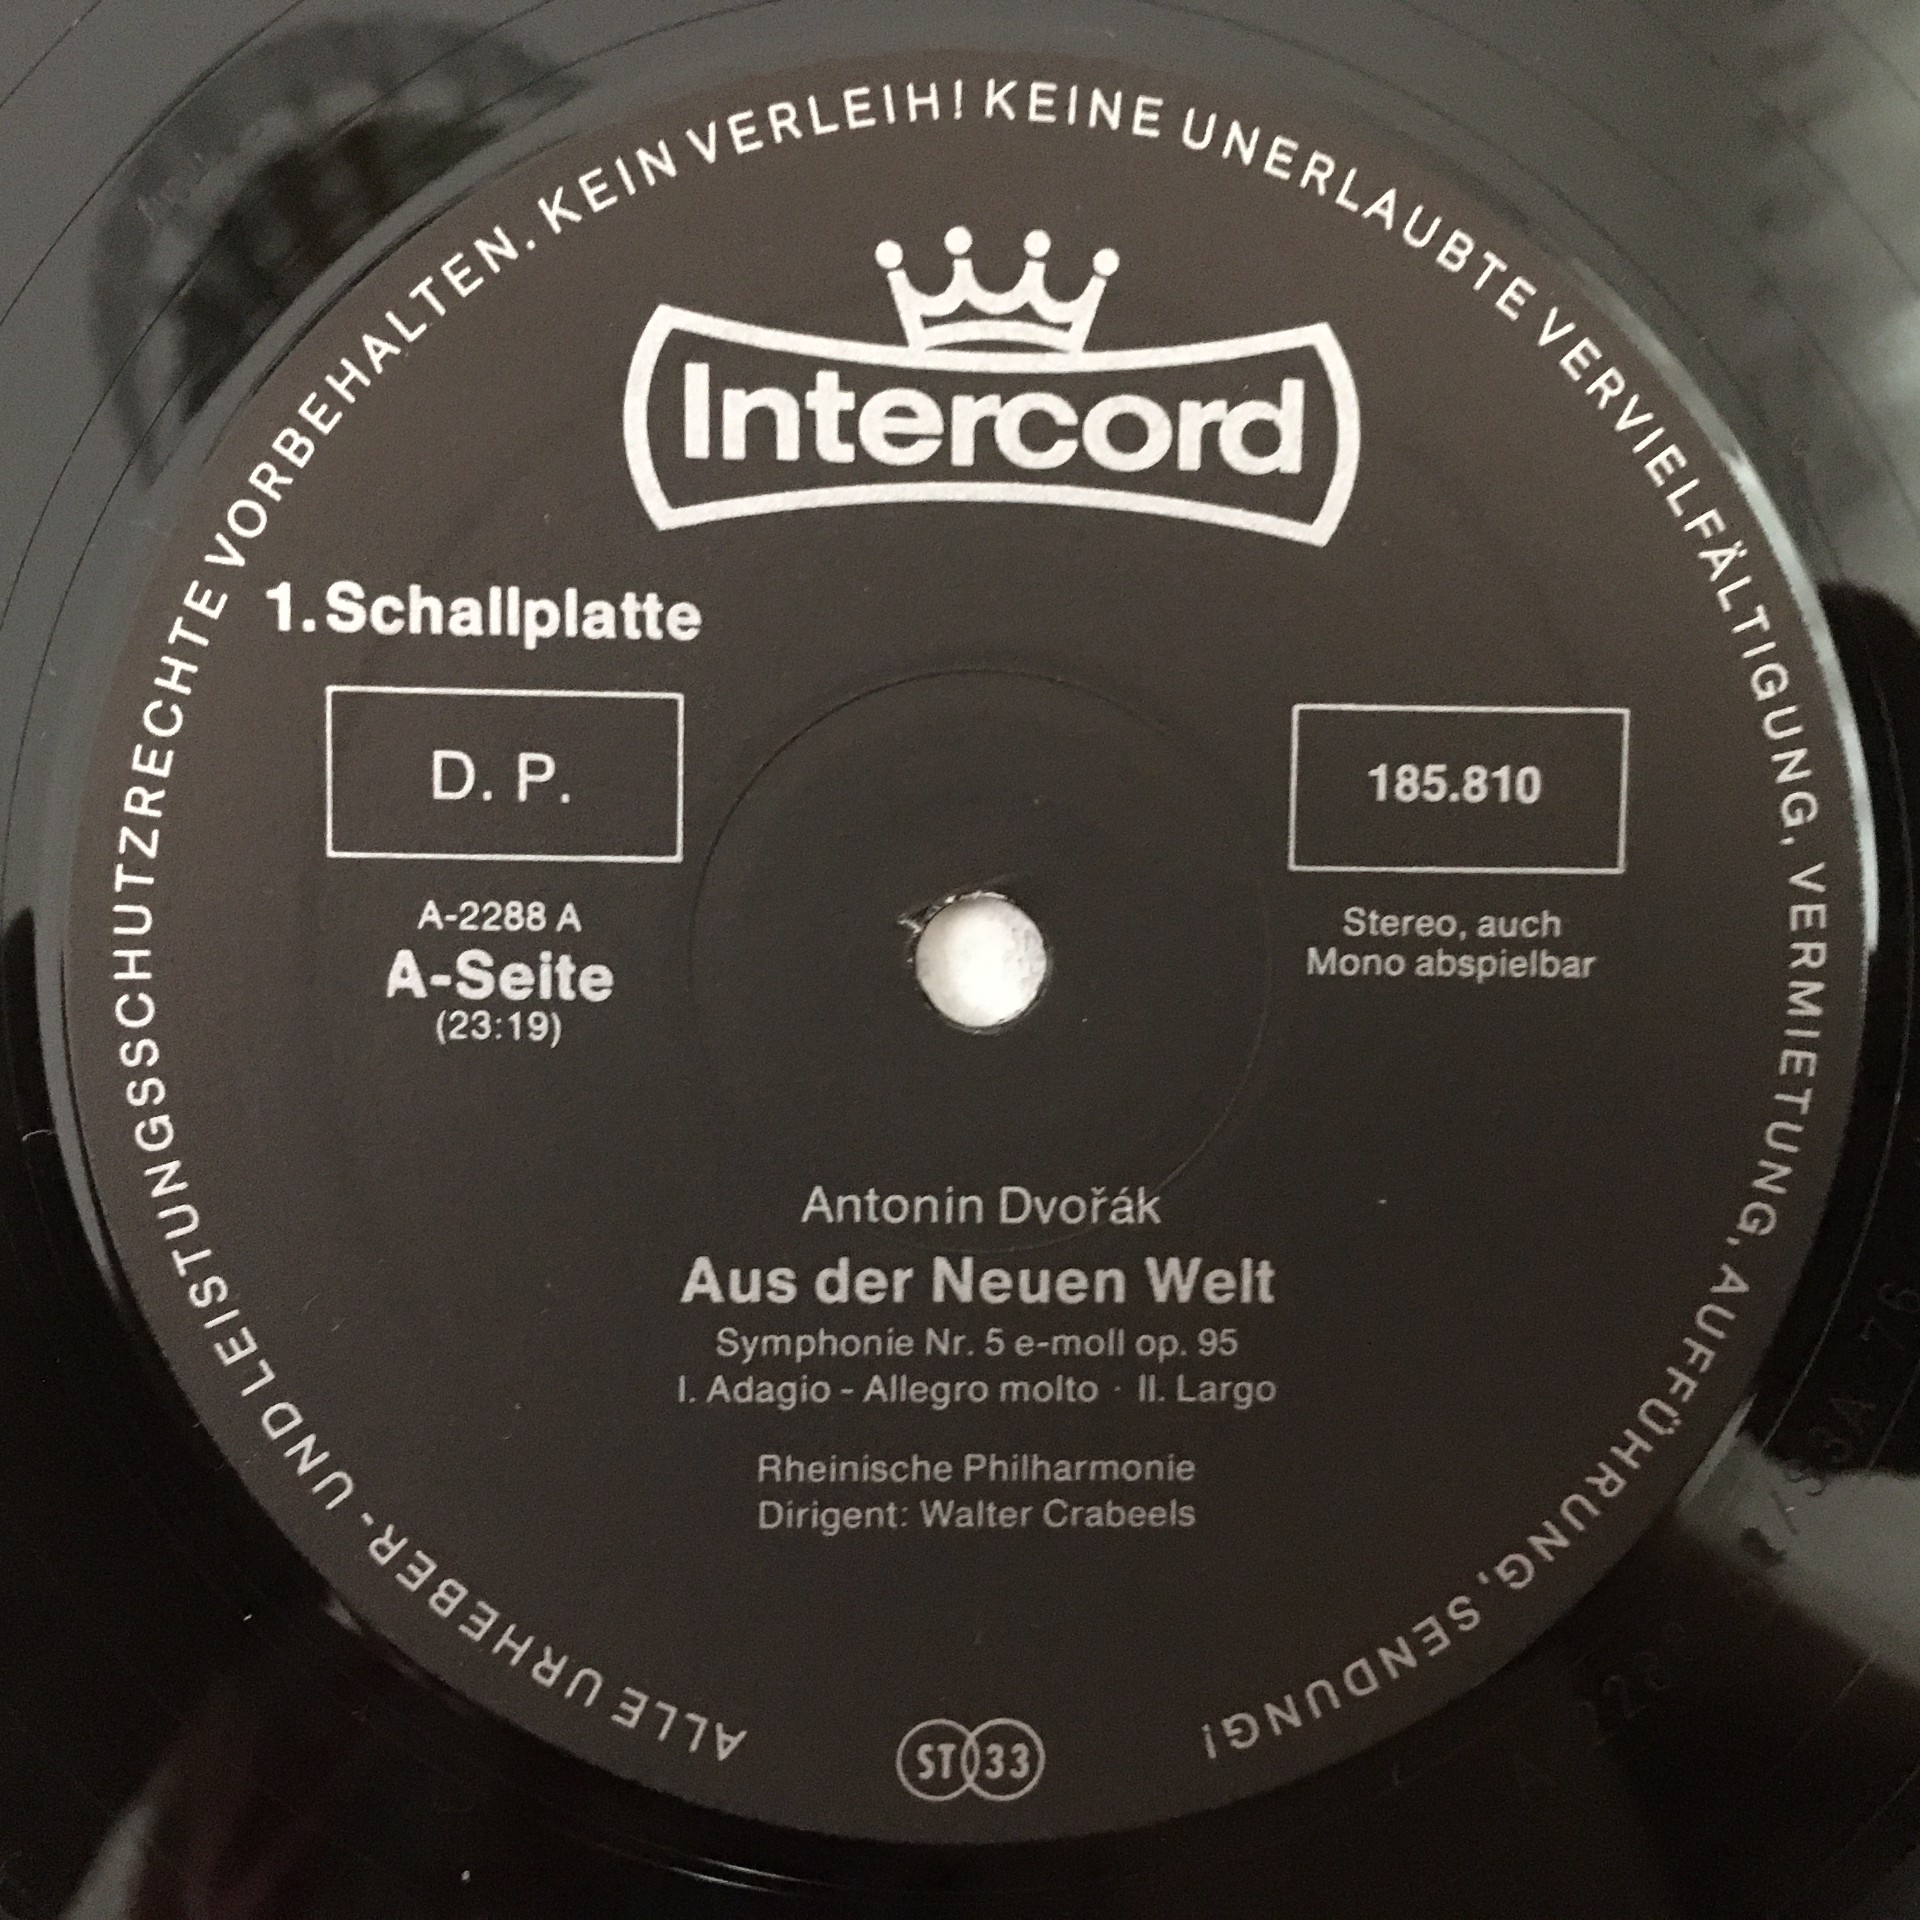 ALLE URHEBER- UND LEISTUNGSSCHUTZRECHTE VORBEHALTEN. KEIN VERLEIH! KEINE UNERLAUBTE VERVIELFÄLTIGUNG, VERMIETUNG, AUFFÜHRUNG, SENDUNG!
Intercord
1. Schallplatte
D. P.
185.810
A-2288 A
A-Seite
(23:19)
Stereo, auch
Mono abspielbar
Antonin Dvořák
Aus der Neuen Welt
Symphonie Nr. 5 e-moll op. 95
I. Adagio - Allegro molto · II. Largo
Rheinische Philharmonie
Dirigent: Walter Crabeels
ST 33